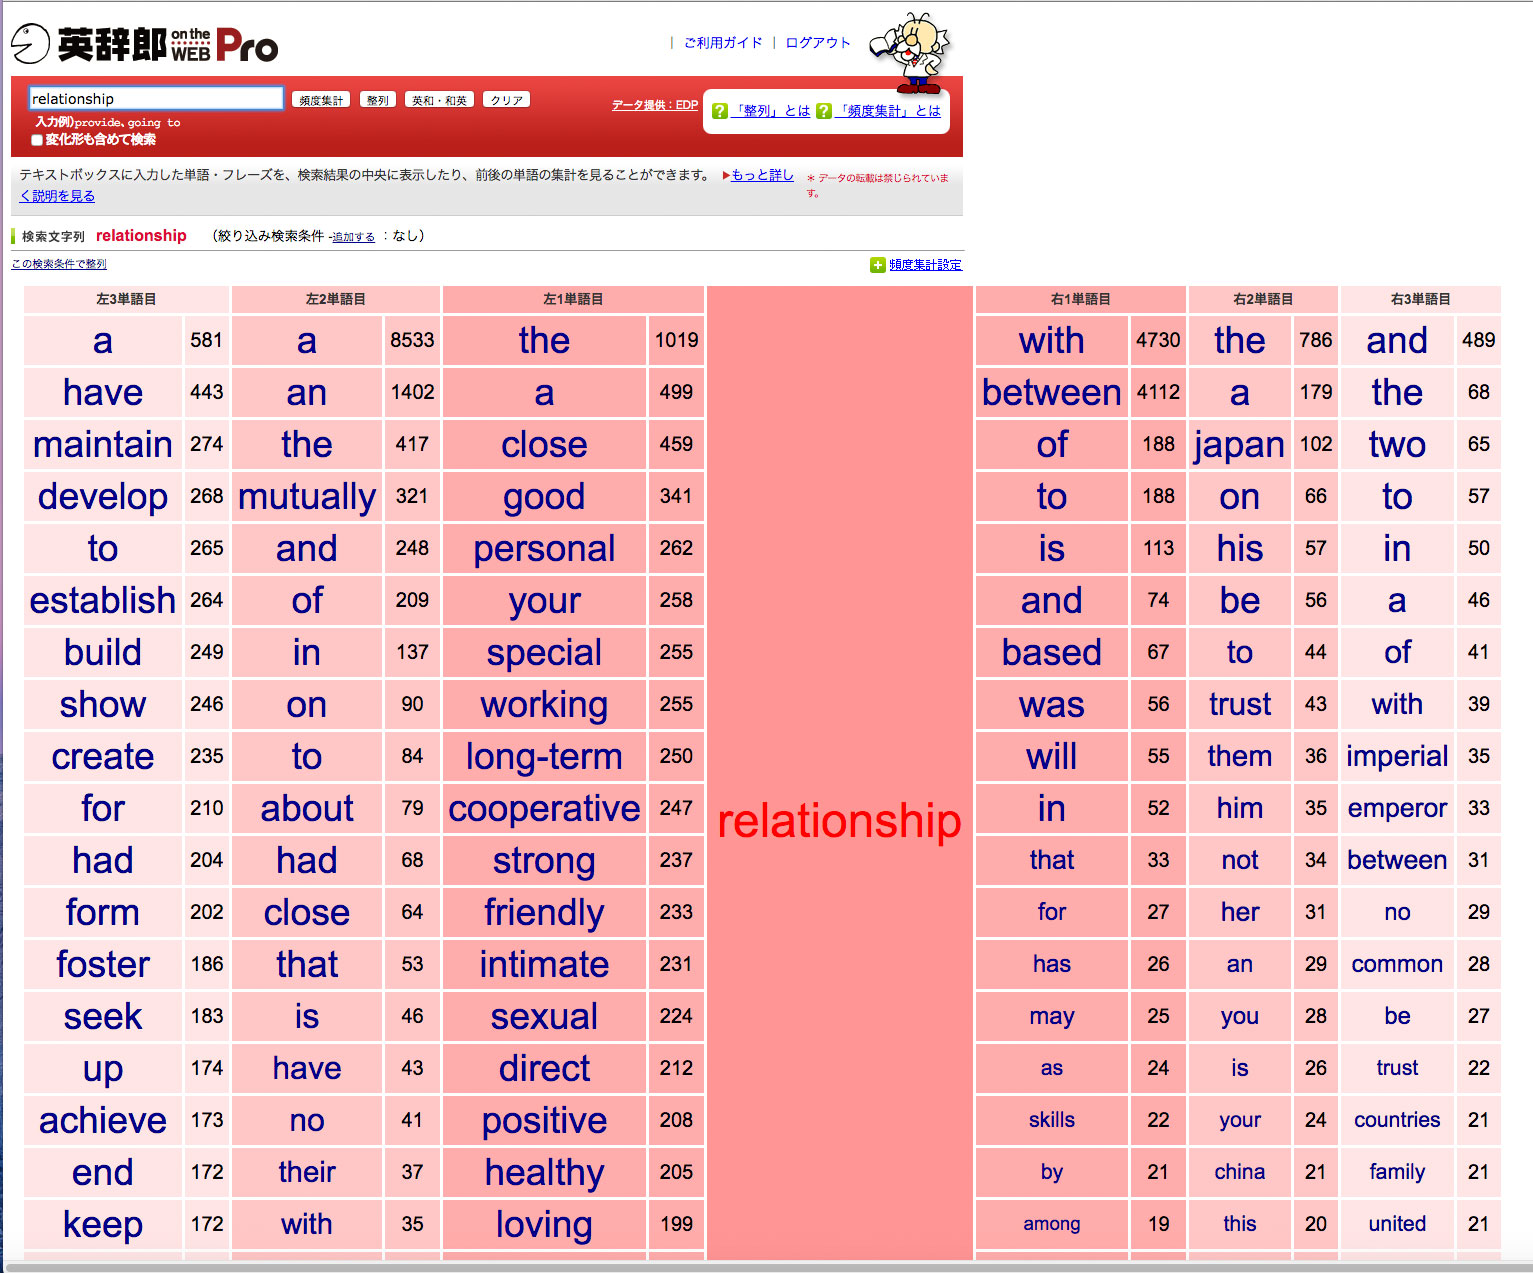 英辞郎 on the WEB Pro
｜ ご利用ガイド ｜ ログアウト
relationship 頻度集計 整列 英和・和英 クリア データ提供：EDP ? 「整列」とは ? 「頻度集計」とは
入力例)provide、going to
変化形も含めて検索
テキストボックスに入力した単語・フレーズを、検索結果の中央に表示したり、前後の単語の集計を見ることができます。 もっと詳し
く説明を見る
＊ データの転載は禁じられていま
す。
検索文字列 relationship （絞り込み検索条件 -追加する ：なし）
この検索条件で整列 頻度集計設定
左3単語目 左2単語目 左1単語目 右1単語目 右2単語目 右3単語目
a 581 a 8533 the 1019 with 4730 the 786 and 489
have 443 an 1402 a 499 between 4112 a 179 the 68
maintain 274 the 417 close 459 of 188 japan 102 two 65
develop 268 mutually 321 good 341 to 188 on 66 to 57
to 265 and 248 personal 262 is 113 his 57 in 50
establish 264 of 209 your 258 and 74 be 56 a 46
build 249 in 137 special 255 based 67 to 44 of 41
show 246 on 90 working 255 was 56 trust 43 with 39
create 235 to 84 long-term 250 will 55 them 36 imperial 35
for 210 about 79 cooperative 247 relationship in 52 him 35 emperor 33
had 204 had 68 strong 237 that 33 not 34 between 31
form 202 close 64 friendly 233 for 27 her 31 no 29
foster 186 that 53 intimate 231 has 26 an 29 common 28
seek 183 is 46 sexual 224 may 25 you 28 be 27
up 174 have 43 direct 212 as 24 is 26 trust 22
achieve 173 no 41 positive 208 skills 22 your 24 countries 21
end 172 their 37 healthy 205 by 21 china 21 family 21
keep 172 with 35 loving 199 among 19 this 20 united 21